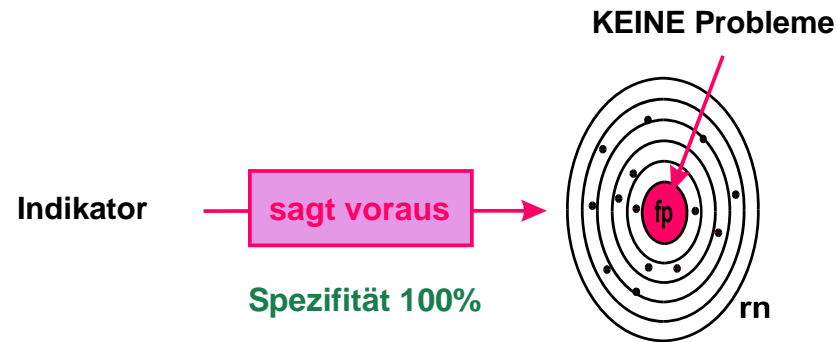 KEINE Probleme
Indikator
sagt voraus
fp
Spezifität 100%
rn